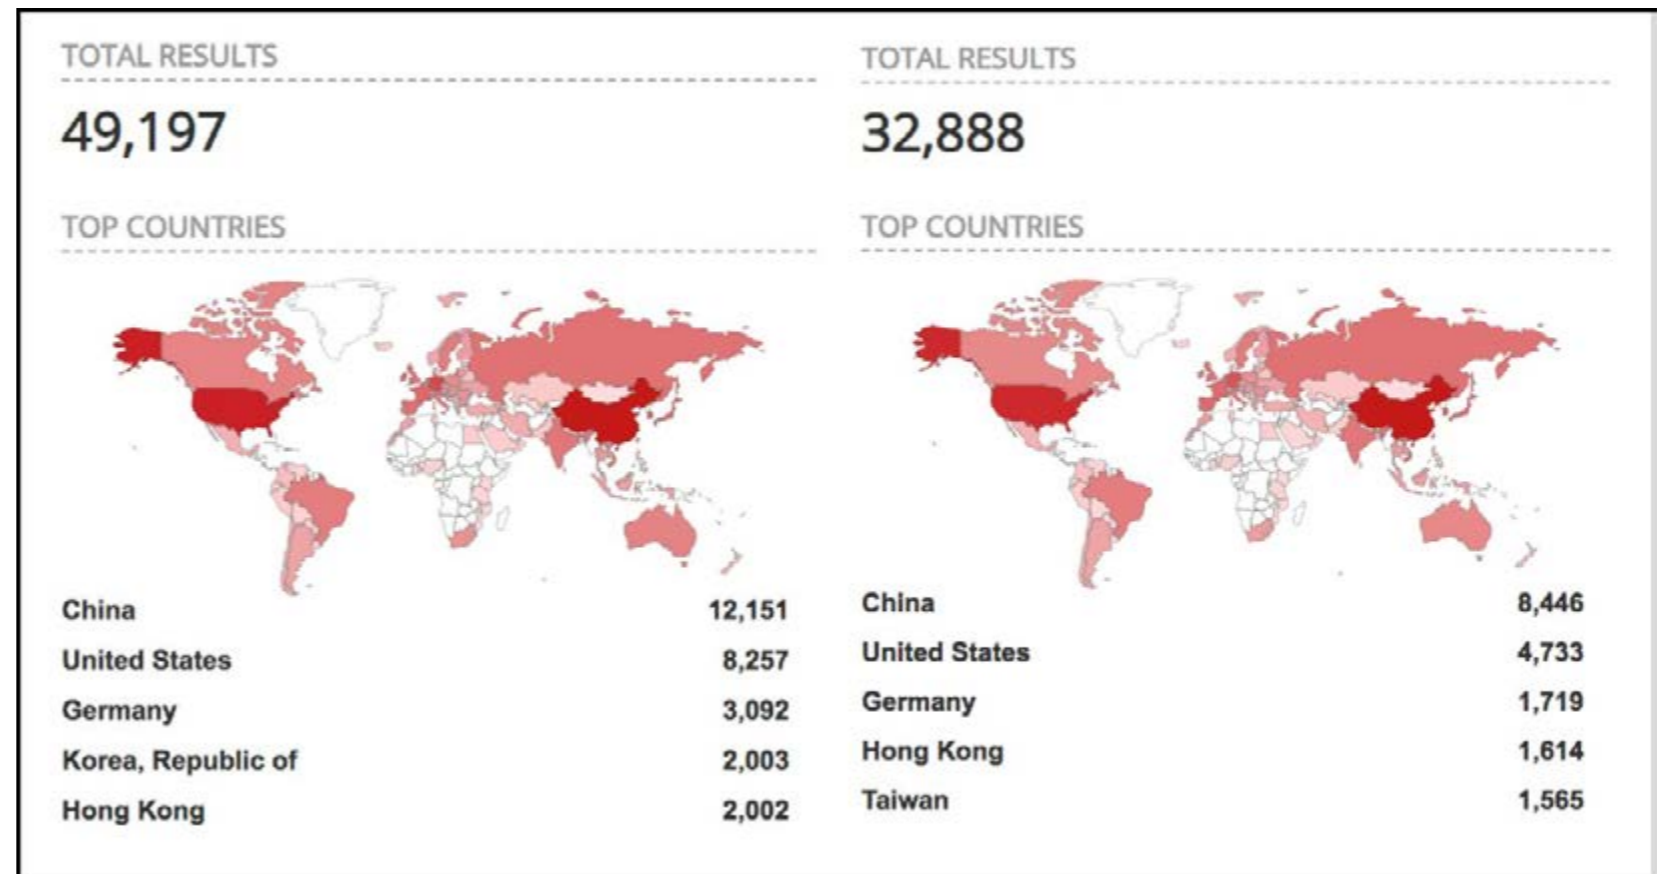 TOTAL RESULTS
49,197
TOP COUNTRIES
China 12,151
United States 8,257
Germany 3,092
Korea, Republic of 2,003
Hong Kong 2,002
TOTAL RESULTS
32,888
TOP COUNTRIES
China 8,446
United States 4,733
Germany 1,719
Hong Kong 1,614
Taiwan 1,565